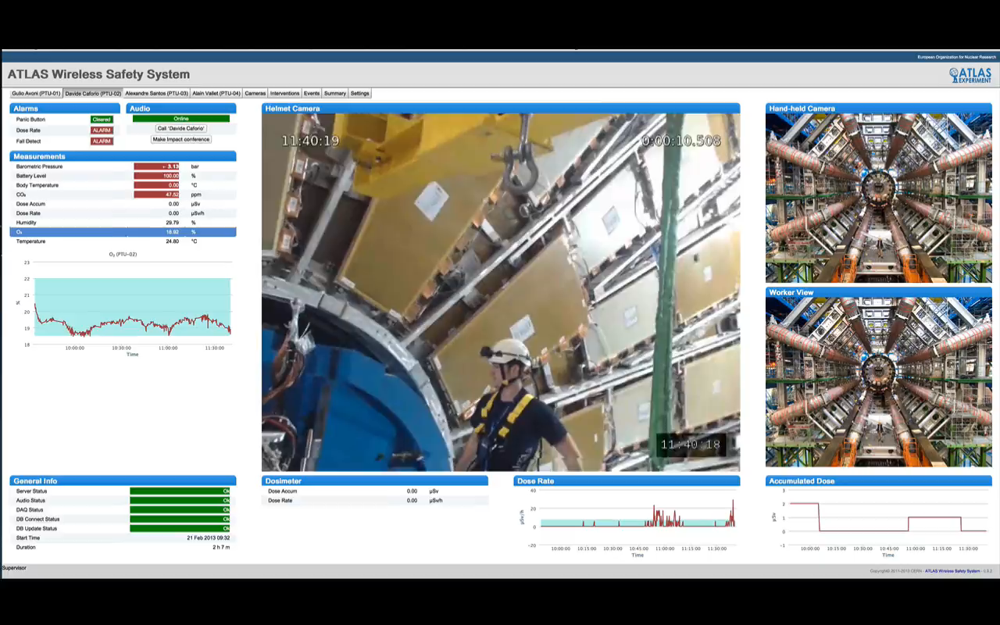 European Organization for Nuclear Research
ATLAS Wireless Safety System
ATLAS
EXPERIMENT
Gulio Avoni (PTU-01) Davide Caforio (PTU-02) Alexandre Santos (PTU-03) Alain Vallet (PTU-04) Cameras Interventions Events Summary Settings
Alarms
Panic Button Cleared
Dose Rate ALARM
Fall Detect ALARM
Audio
Online
Call 'Davide Caforio'
Make Impact conference
Measurements
Barometric Pressure - 3.13 bar
Battery Level 100.00 %
Body Temperature 0.00 °C
CO₂ 47.52 ppm
Dose Accum 0.00 µSv
Dose Rate 0.00 µSv/h
Humidity 29.79 %
O₂ 18.92 %
Temperature 24.80 °C
O₂ (PTU-02)
23
22
21
20
19
18
%
10:00:00 10:30:00 11:00:00 11:30:00
Time
Helmet Camera
11:40:19 0:00:10.508
11:40:18
Hand-held Camera
Worker View
General Info
Server Status Ok
Audio Status Ok
DAQ Status Ok
DB Connect Status Ok
DB Update Status Ok
Start Time 21 Feb 2013 09:32
Duration 2 h 7 m
Dosimeter
Dose Accum 0.00 µSv
Dose Rate 0.00 µSv/h
Dose Rate
40
20
0
-20
µSv/h
10:00:00 10:15:00 10:30:00 10:45:00 11:00:00 11:15:00 11:30:00
Time
Accumulated Dose
3
2
1
0
-1
µSv
10:00:00 10:15:00 10:30:00 10:45:00 11:00:00 11:15:00 11:30:00
Time
Supervisor
Copyright© 2011-2013 CERN - ATLAS Wireless Safety System